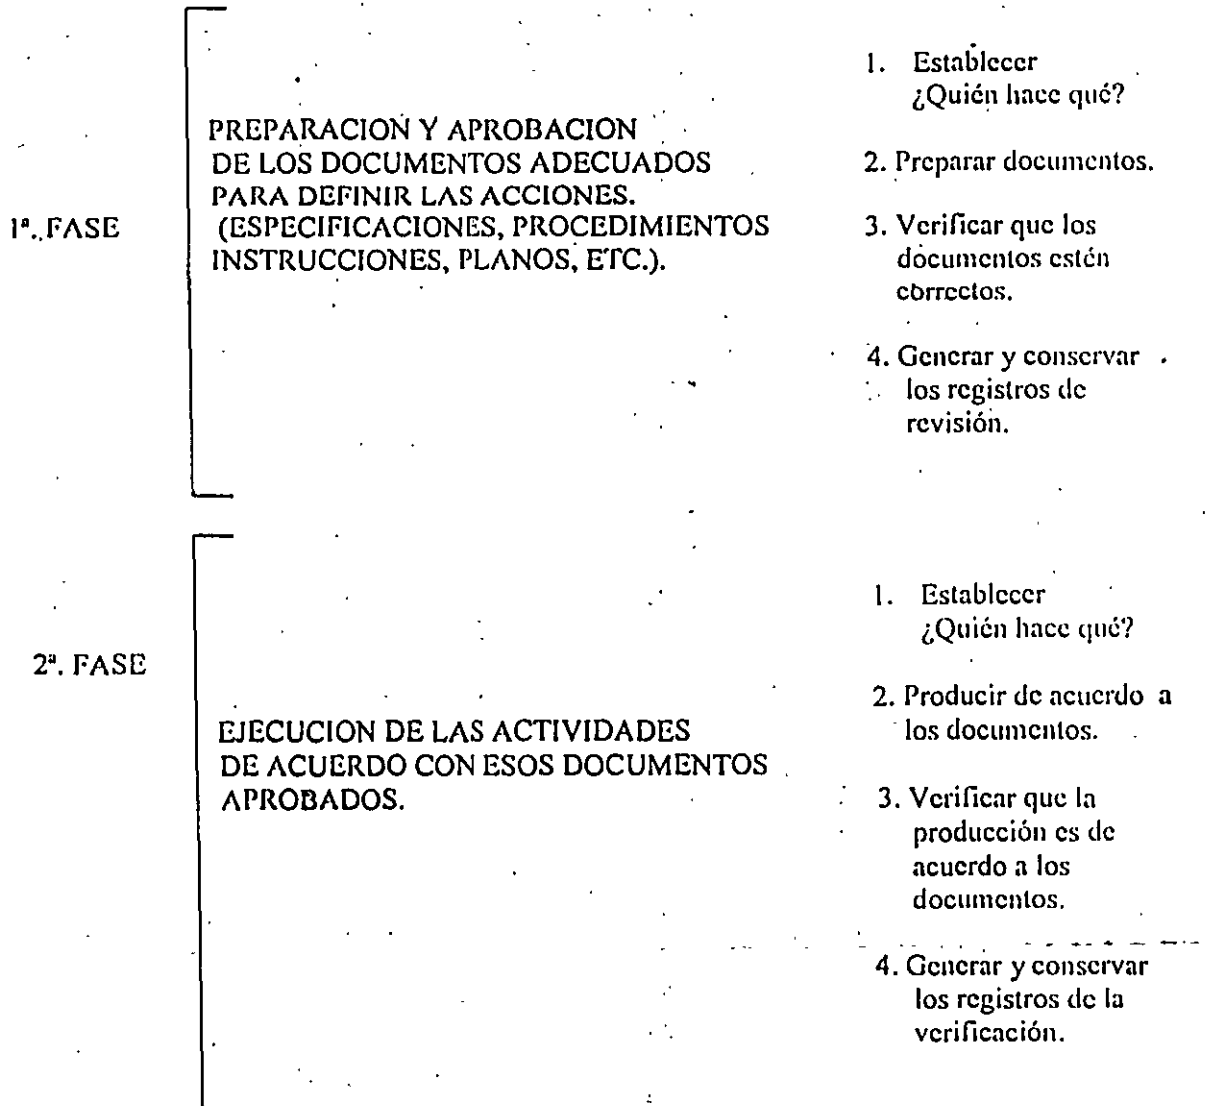 1ª. FASE
PREPARACION Y APROBACION
DE LOS DOCUMENTOS ADECUADOS
PARA DEFINIR LAS ACCIONES.
(ESPECIFICACIONES, PROCEDIMIENTOS
INSTRUCCIONES, PLANOS, ETC.).
1. Establecer
¿Quién hace qué?
2. Preparar documentos.
3. Verificar que los
documentos estén
correctos.
4. Generar y conservar
los registros de
revisión.
2ª. FASE
EJECUCION DE LAS ACTIVIDADES
DE ACUERDO CON ESOS DOCUMENTOS
APROBADOS.
1. Establecer
¿Quién hace qué?
2. Producir de acuerdo a
los documentos.
3. Verificar que la
producción es de
acuerdo a los
documentos.
4. Generar y conservar
los registros de la
verificación.